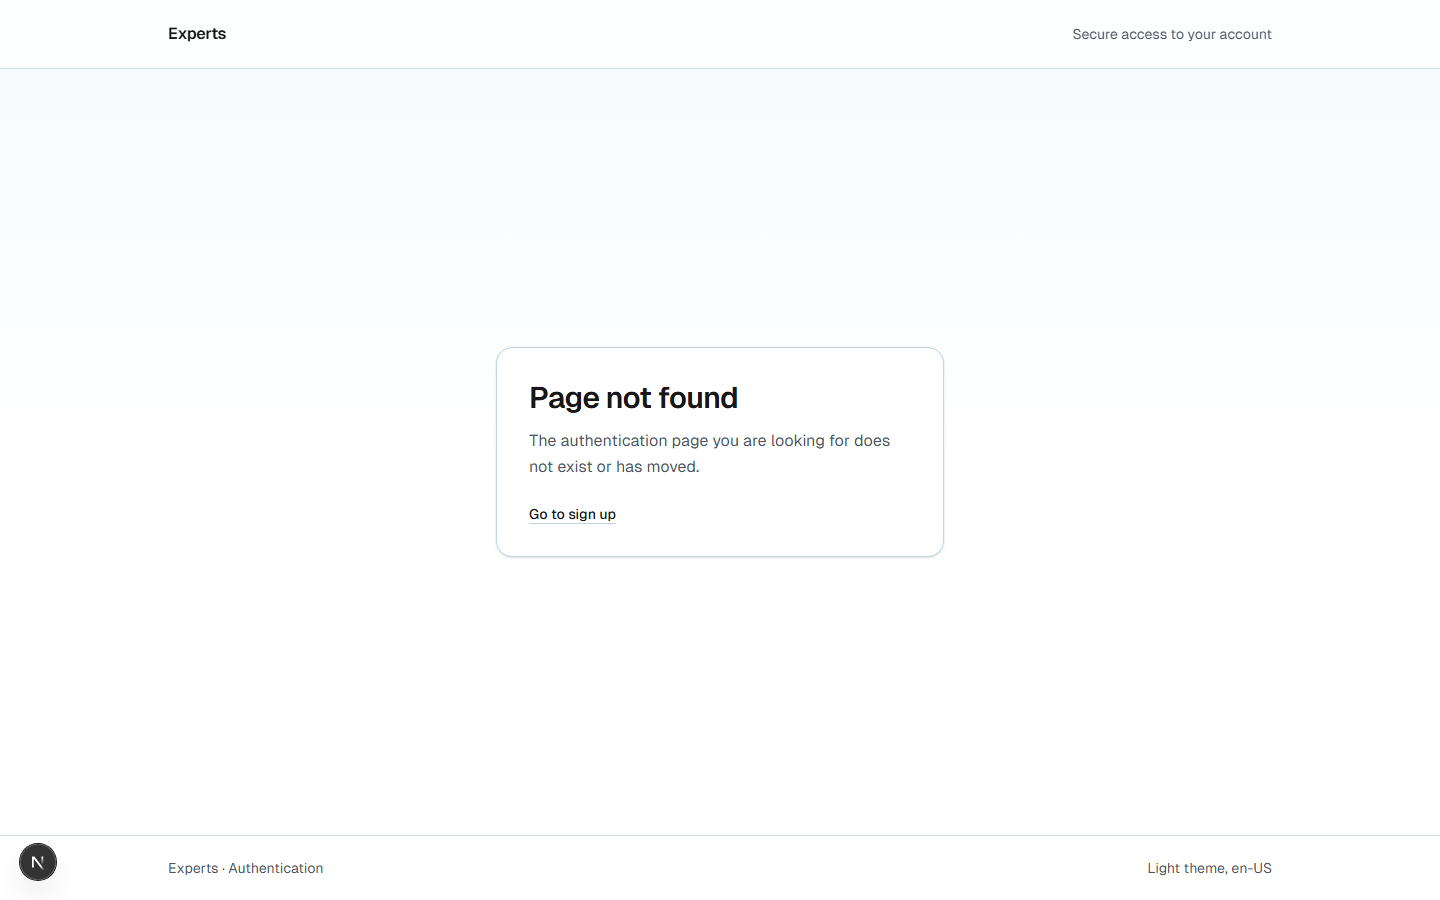 Experts
Secure access to your account
Page not found
The authentication page you are looking for does
not exist or has moved.
Go to sign up
N
Experts · Authentication
Light theme, en-US